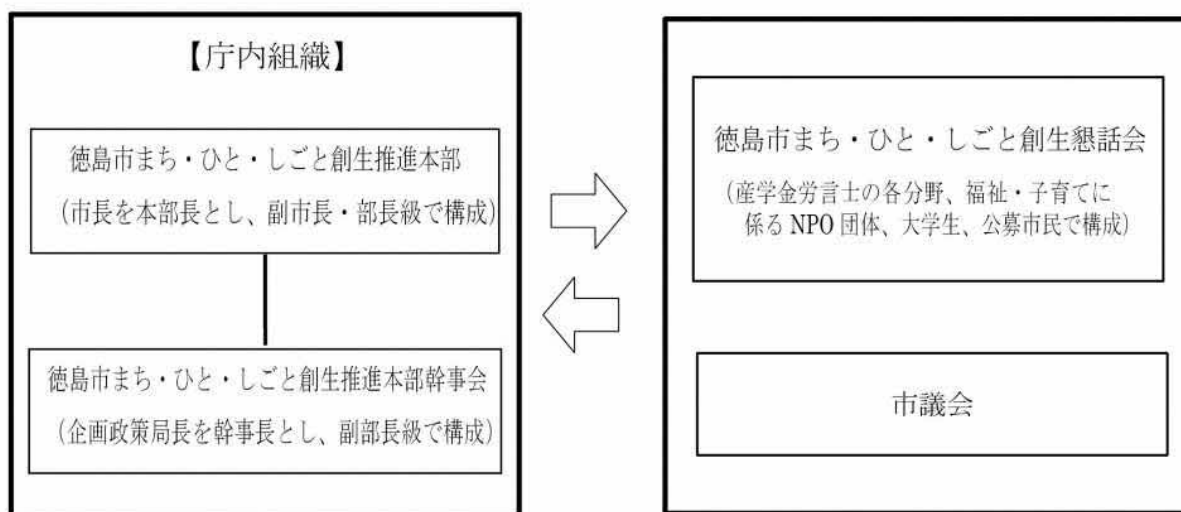 【庁内組織】
徳島市まち・ひと・しごと創生推進本部
（市長を本部長とし、副市長・部長級で構成）
徳島市まち・ひと・しごと創生推進本部幹事会
（企画政策局長を幹事長とし、副部長級で構成）
徳島市まち・ひと・しごと創生懇話会
（産学金労言士の各分野、福祉・子育てに
係る NPO 団体、大学生、公募市民で構成）
市議会